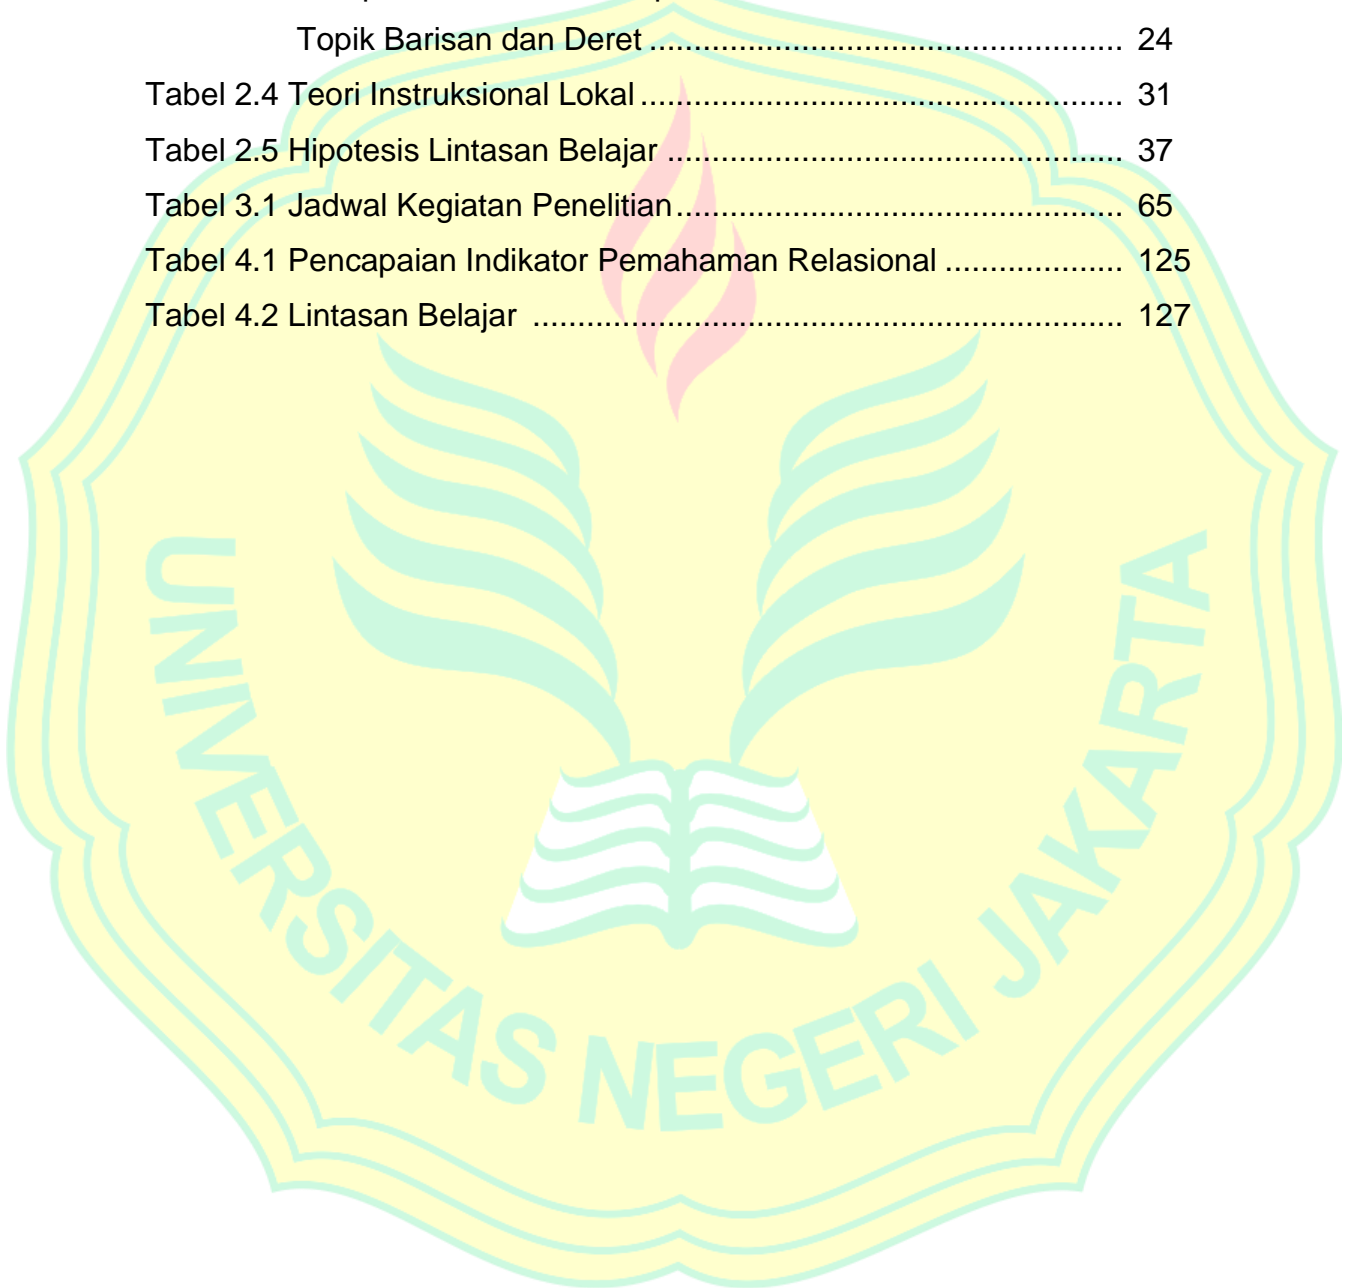 Topik Barisan dan Deret ..................................................... 24
Tabel 2.4 Teori Instruksional Lokal ...................................................... 31
Tabel 2.5 Hipotesis Lintasan Belajar ................................................... 37
Tabel 3.1 Jadwal Kegiatan Penelitian .................................................. 65
Tabel 4.1 Pencapaian Indikator Pemahaman Relasional .................... 125
Tabel 4.2 Lintasan Belajar .................................................................. 127
UNIVERSITAS NEGERI JAKARTA